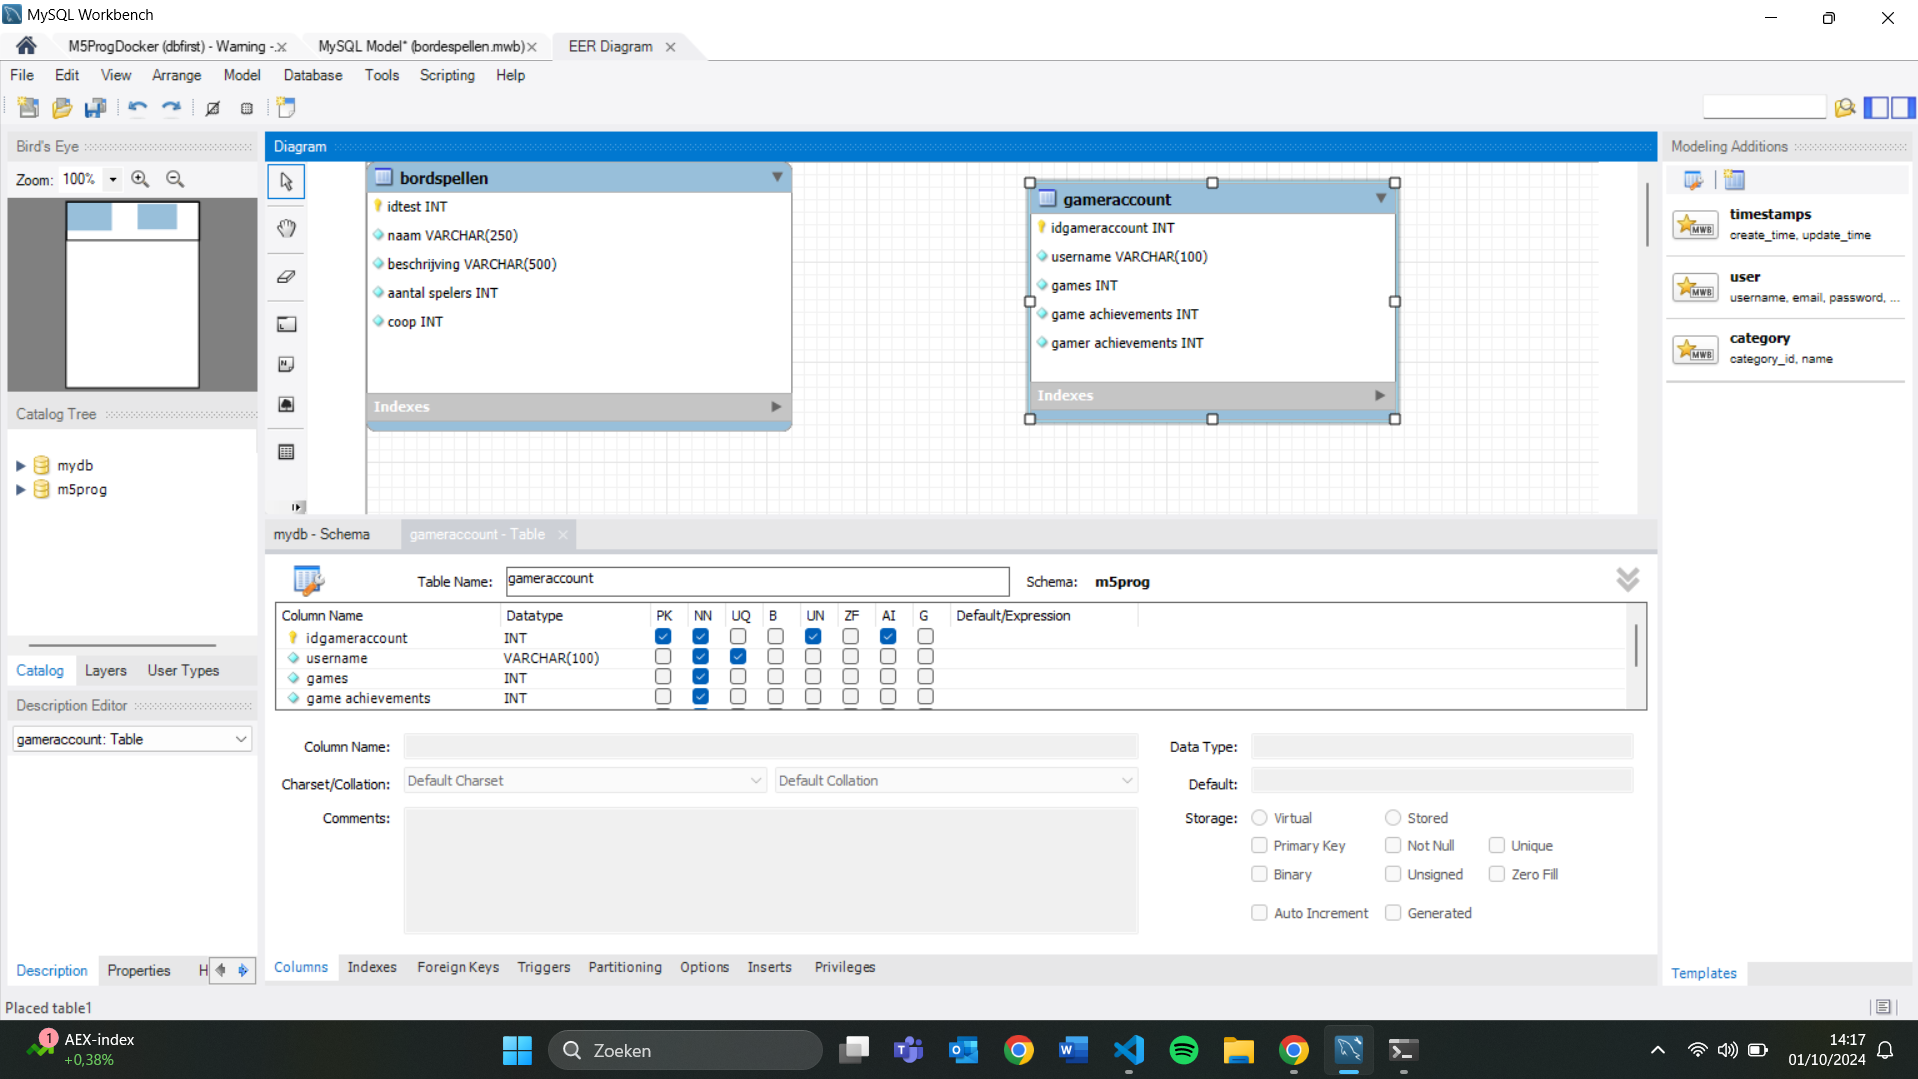 MySQL Workbench
M5ProgDocker (dbfirst) - Warning -.
MySQL Model* (bordespellen.mwb)
EER Diagram
File Edit View Arrange Model Database Tools Scripting Help
Bird's Eye
Zoom: 100%
Catalog Tree
mydb
m5prog
Catalog Layers User Types
Description Editor
gameraccount: Table
Description Properties H
Placed table1
Diagram
bordspellen
idtest INT
naam VARCHAR(250)
beschrijving VARCHAR(500)
aantal spelers INT
coop INT
Indexes
gameraccount
idgameraccount INT
username VARCHAR(100)
games INT
game achievements INT
gamer achievements INT
Indexes
mydb - Schema
gameraccount - Table
Table Name: gameraccount
Schema: m5prog
Column Name Datatype PK NN UQ B UN ZF AI G Default/Expression
idgameraccount INT
username VARCHAR(100)
games INT
game achievements INT
Column Name:
Data Type:
Charset/Collation: Default Charset Default Collation
Default:
Comments:
Storage: Virtual Stored
Primary Key Not Null Unique
Binary Unsigned Zero Fill
Auto Increment Generated
Columns Indexes Foreign Keys Triggers Partitioning Options Inserts Privileges
Modeling Additions
MWB
timestamps
create_time, update_time
MWB
user
username, email, password, ...
MWB
category
category_id, name
Templates
1
AEX-index
+0,38%
Zoeken
14:17
01/10/2024